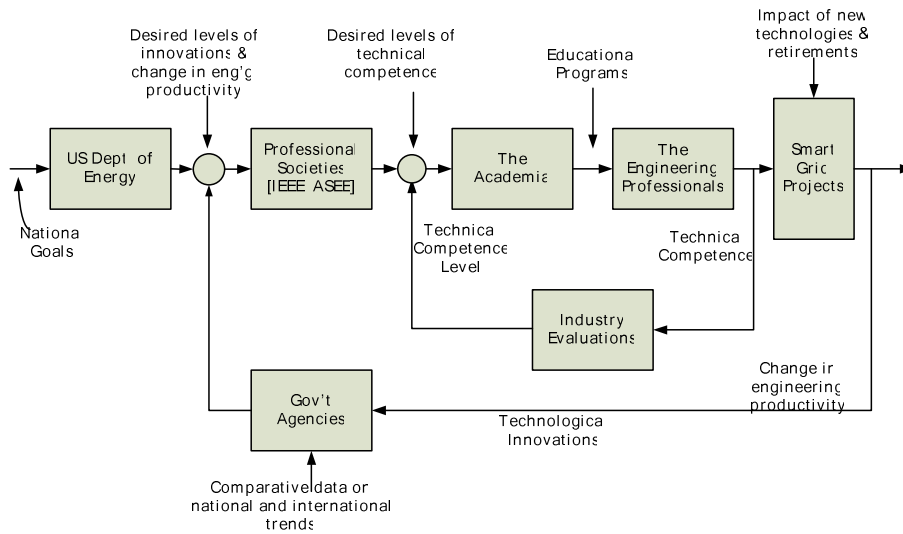 Desired levels of
innovations &
change in eng'g
productivity
Desired levels of
technical
competence
Educationa
Programs
Impact of new
technologies &
retirements
US Dept of
Energy
Professional
Societies
[IEEE ASEE]
The
Academia
The
Engineering
Professionals
Smart
Grid
Projects
Nationa
Goals
Technica
Competence
Level
Technica
Competence
Industry
Evaluations
Change in
engineering
productivity
Gov't
Agencies
Technologica
Innovations
Comparative data on
national and international
trends